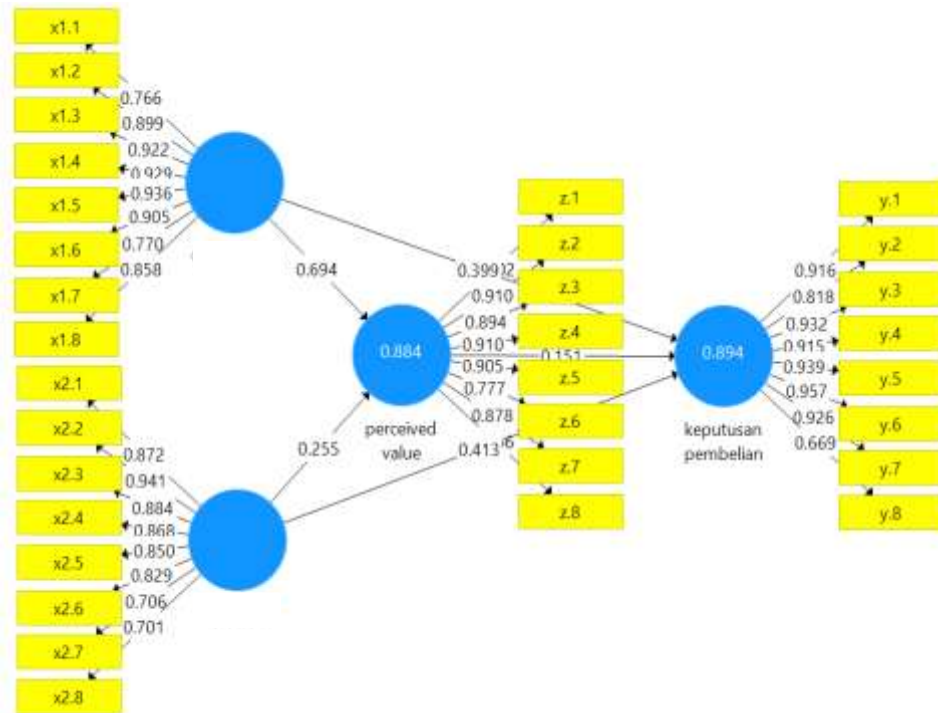 x1.1
x1.2
x1.3
x1.4
x1.5
x1.6
x1.7
x1.8
0.766
0.899
0.922
0.929
0.936
0.905
0.770
0.858
x2.1
x2.2
x2.3
x2.4
x2.5
x2.6
x2.7
x2.8
0.872
0.941
0.884
0.868
0.850
0.829
0.706
0.701
0.694
0.255
0.884
perceived
value
0.399
0.910
0.894
0.910
0.905
0.777
0.878
0.413
0.151
z.1
z.2
z.3
z.4
z.5
z.6
z.7
z.8
0.894
keputusan
pembelian
0.916
0.818
0.932
0.915
0.939
0.957
0.926
0.669
y.1
y.2
y.3
y.4
y.5
y.6
y.7
y.8